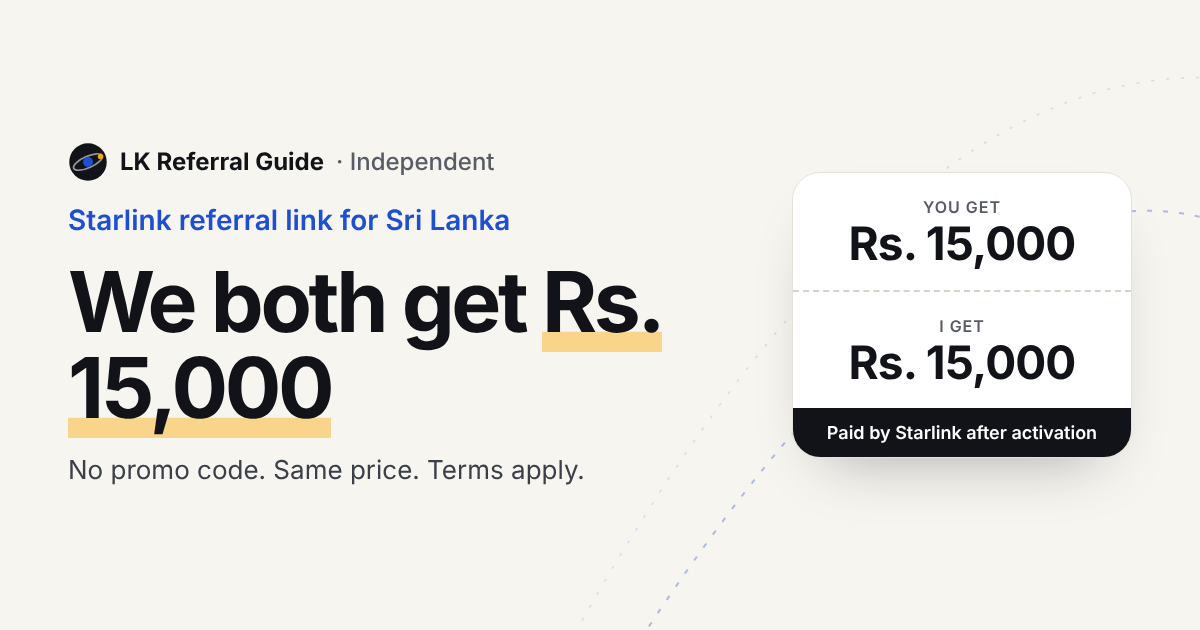 LK Referral Guide · Independent
Starlink referral link for Sri Lanka
We both get Rs.
15,000
No promo code. Same price. Terms apply.
YOU GET
Rs. 15,000
I GET
Rs. 15,000
Paid by Starlink after activation